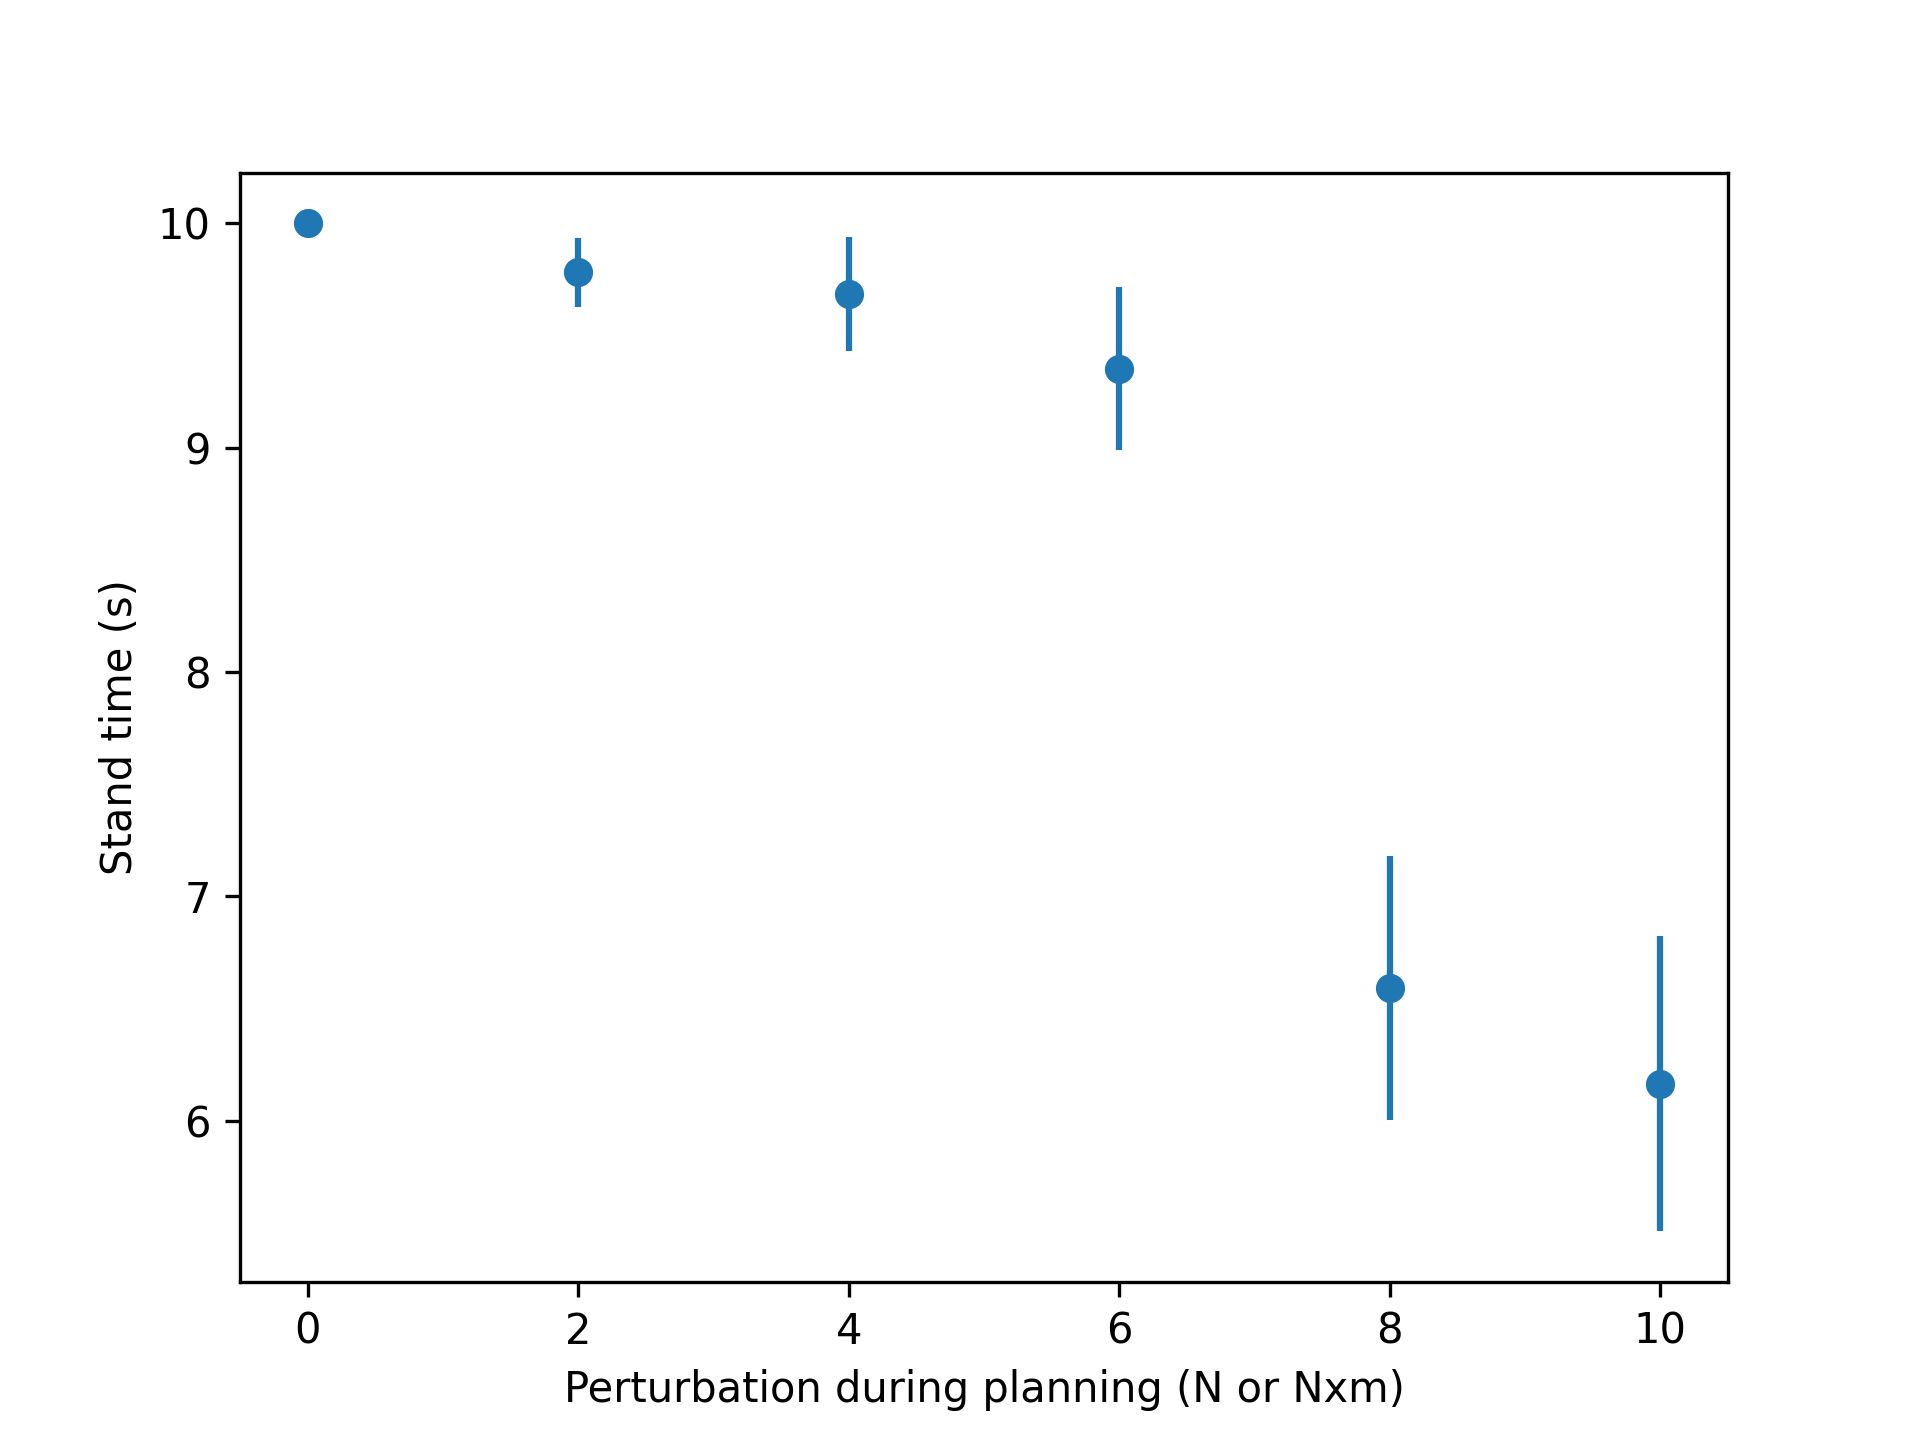 10
9
8
7
6
Stand time (s)
0 2 4 6 8 10
Perturbation during planning (N or Nxm)